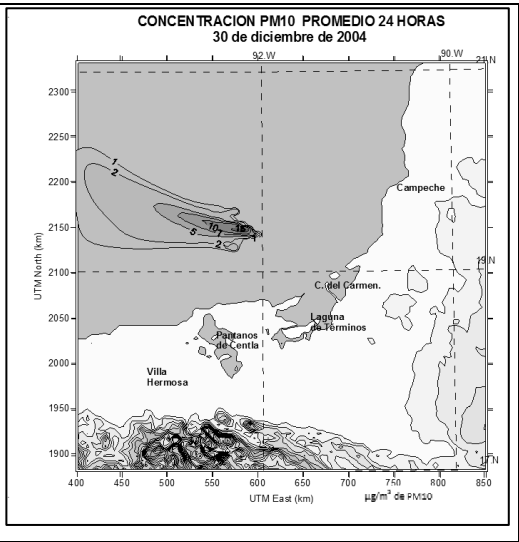 CONCENTRACION PM10 PROMEDIO 24 HORAS
30 de diciembre de 2004
92 W
90 W
21 N
2300
2250
2200
2150
2100
2050
2000
1950
1900
UTM North (km)
1
2
5
10
7
15
2
1
Campeche
19 N
C. del Carmen.
Laguna
de Términos
Pantanos
de Centla
Villa
Hermosa
17 N
400 450 500 550 600 650 700 750 800 850
UTM East (km)
µg/m³ de PM10